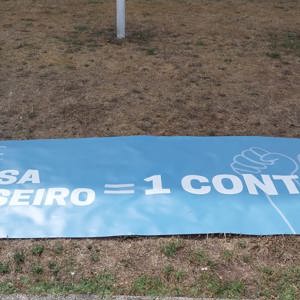 SA
SEIRO = 1 CONT